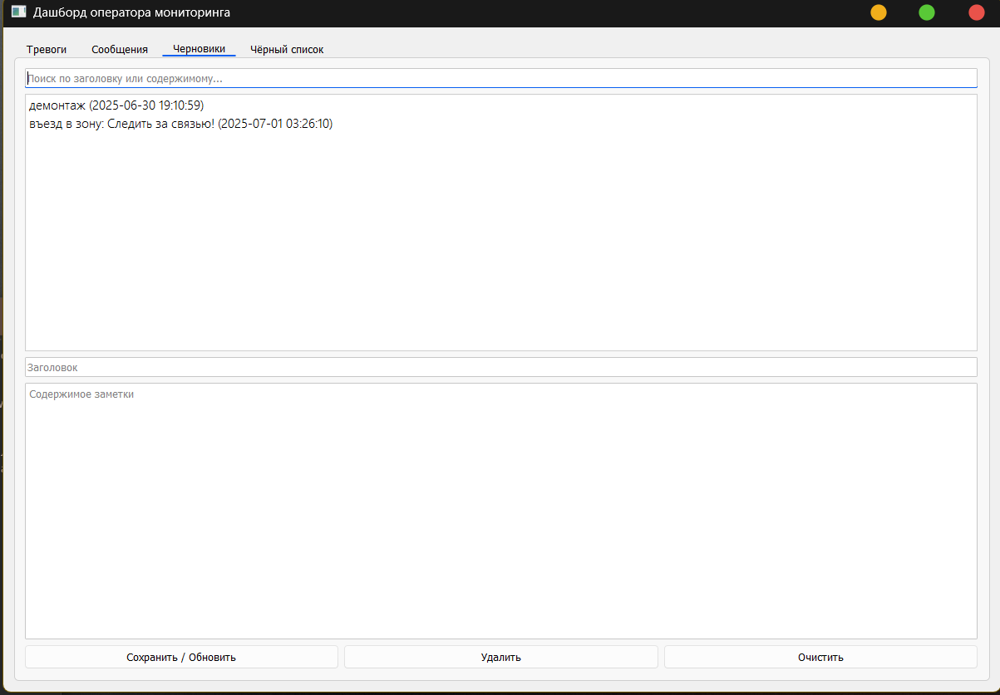 Дашборд оператора мониторинга
Тревоги Сообщения Черновики Чёрный список
Поиск по заголовку или содержимому...
демонтаж (2025-06-30 19:10:59)
въезд в зону: Следить за связью! (2025-07-01 03:26:10)
Заголовок
Содержимое заметки
Сохранить / Обновить Удалить Очистить